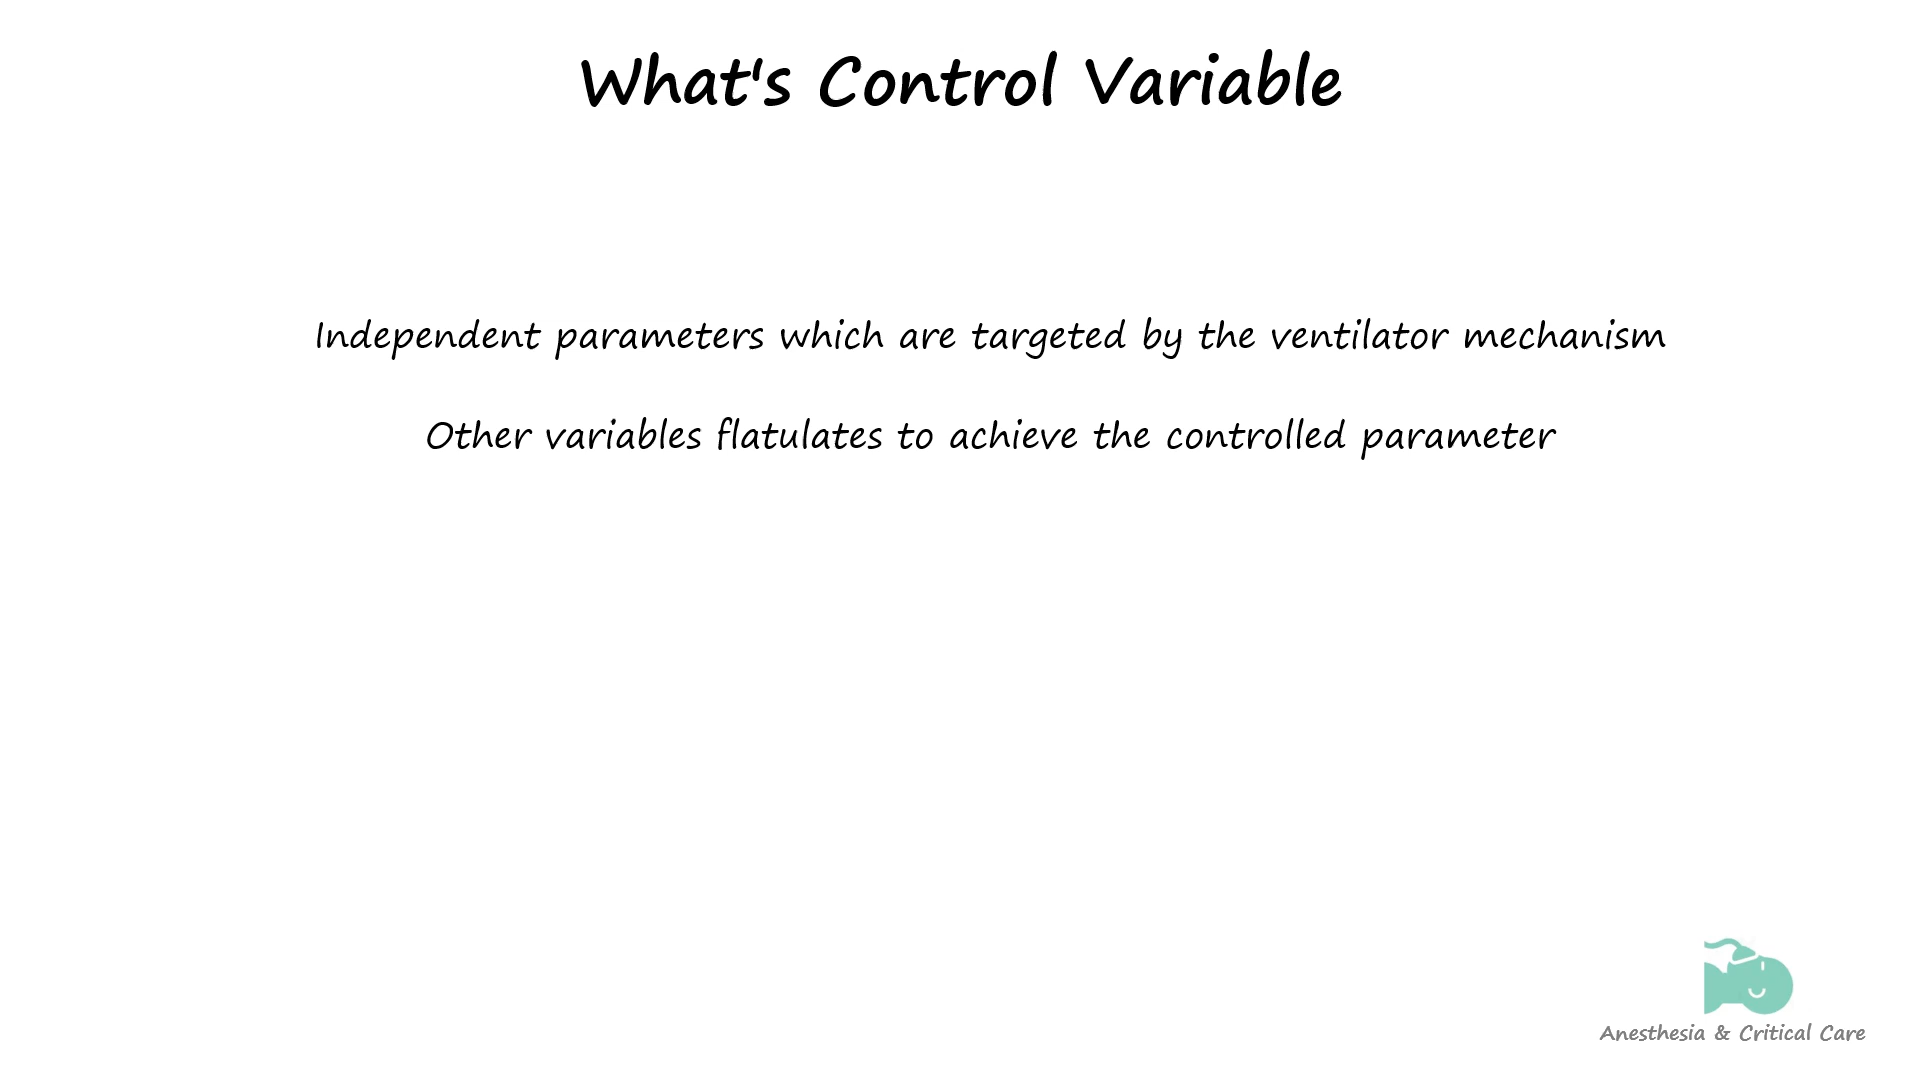 What's Control Variable
Independent parameters which are targeted by the ventilator mechanism
Other variables flatulates to achieve the controlled parameter
Anesthesia & Critical Care